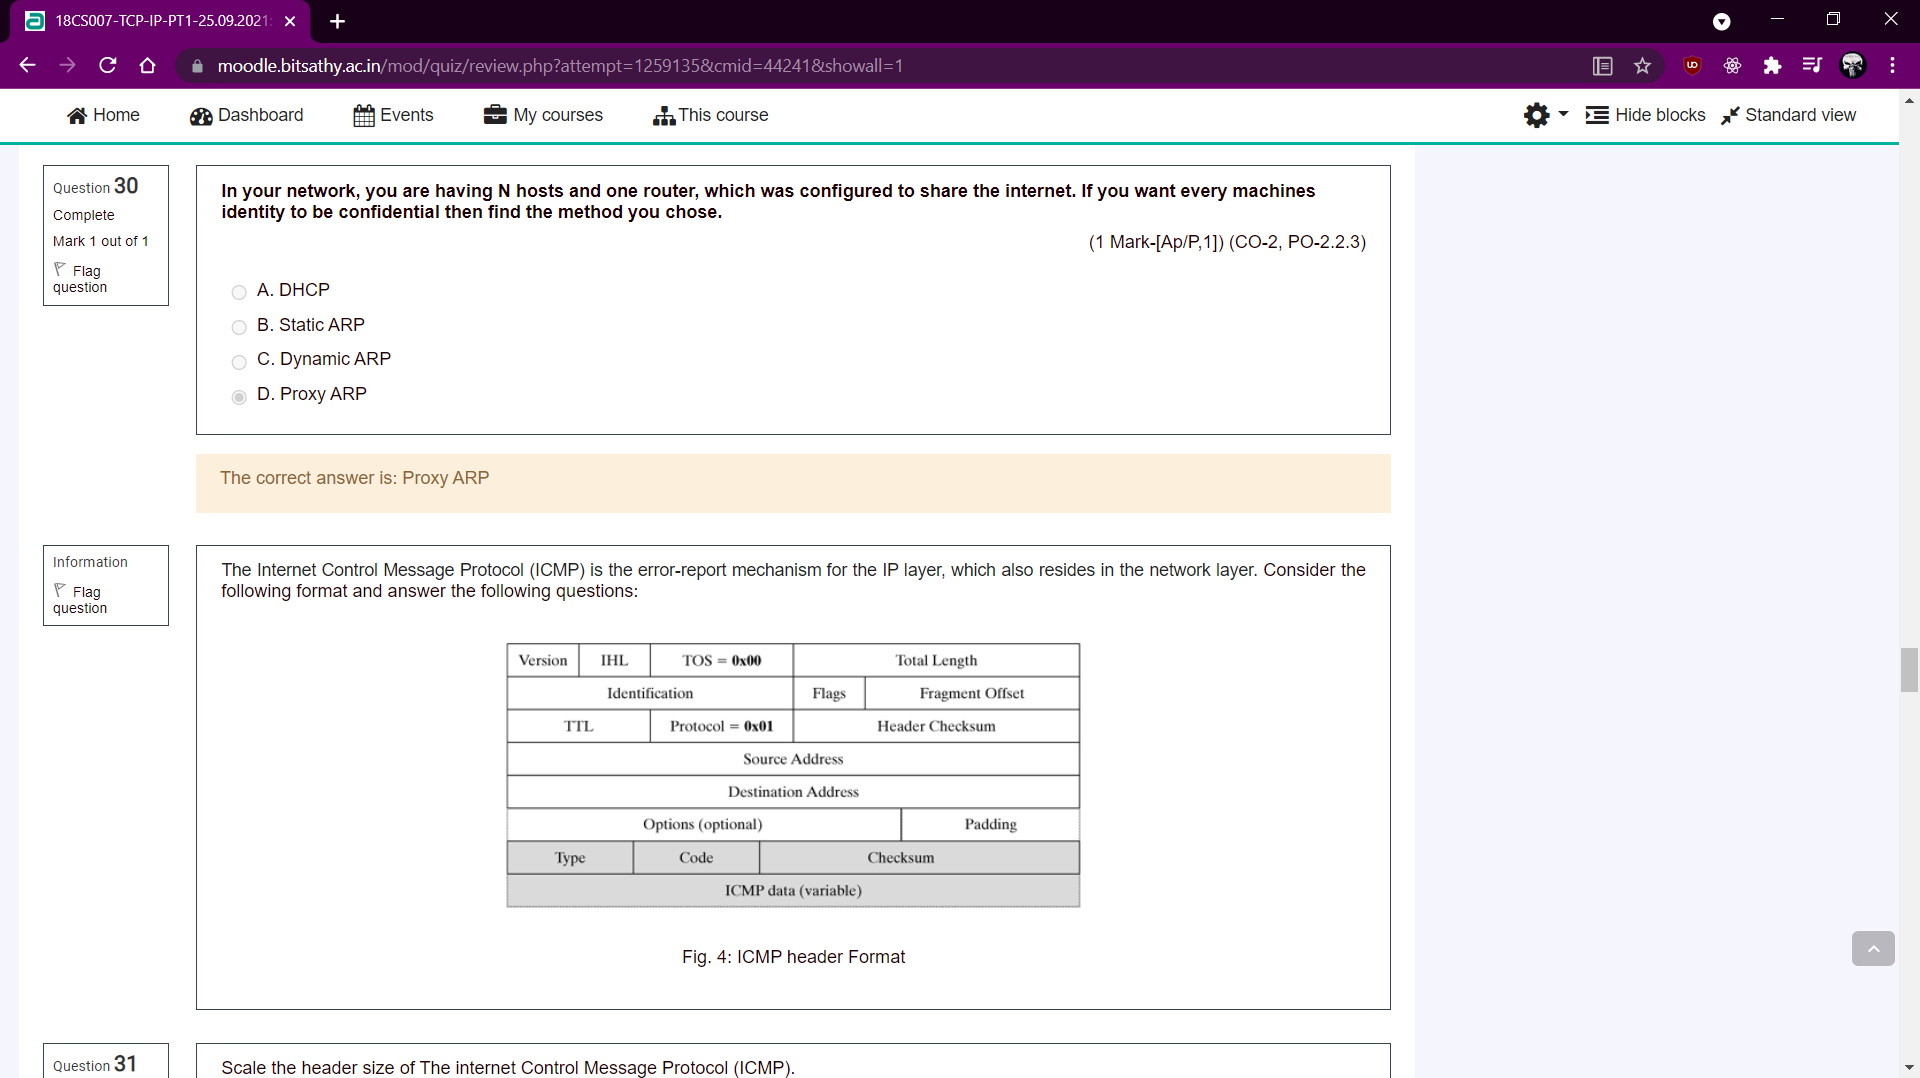 18CS007-TCP-IP-PT1-25.09.2021:
moodle.bitsathy.ac.in/mod/quiz/review.php?attempt=1259135&cmid=44241&showall=1
Home Dashboard Events My courses This course Hide blocks Standard view
Question 30
Complete
Mark 1 out of 1
Flag
question
In your network, you are having N hosts and one router, which was configured to share the internet. If you want every machines
identity to be confidential then find the method you chose.
(1 Mark-[Ap/P,1]) (CO-2, PO-2.2.3)
A. DHCP
B. Static ARP
C. Dynamic ARP
D. Proxy ARP
The correct answer is: Proxy ARP
Information
Flag
question
The Internet Control Message Protocol (ICMP) is the error-report mechanism for the IP layer, which also resides in the network layer. Consider the
following format and answer the following questions:
Version IHL TOS = 0x00 Total Length
Identification Flags Fragment Offset
TTL Protocol = 0x01 Header Checksum
Source Address
Destination Address
Options (optional) Padding
Type Code Checksum
ICMP data (variable)
Fig. 4: ICMP header Format
Question 31
Scale the header size of The internet Control Message Protocol (ICMP).